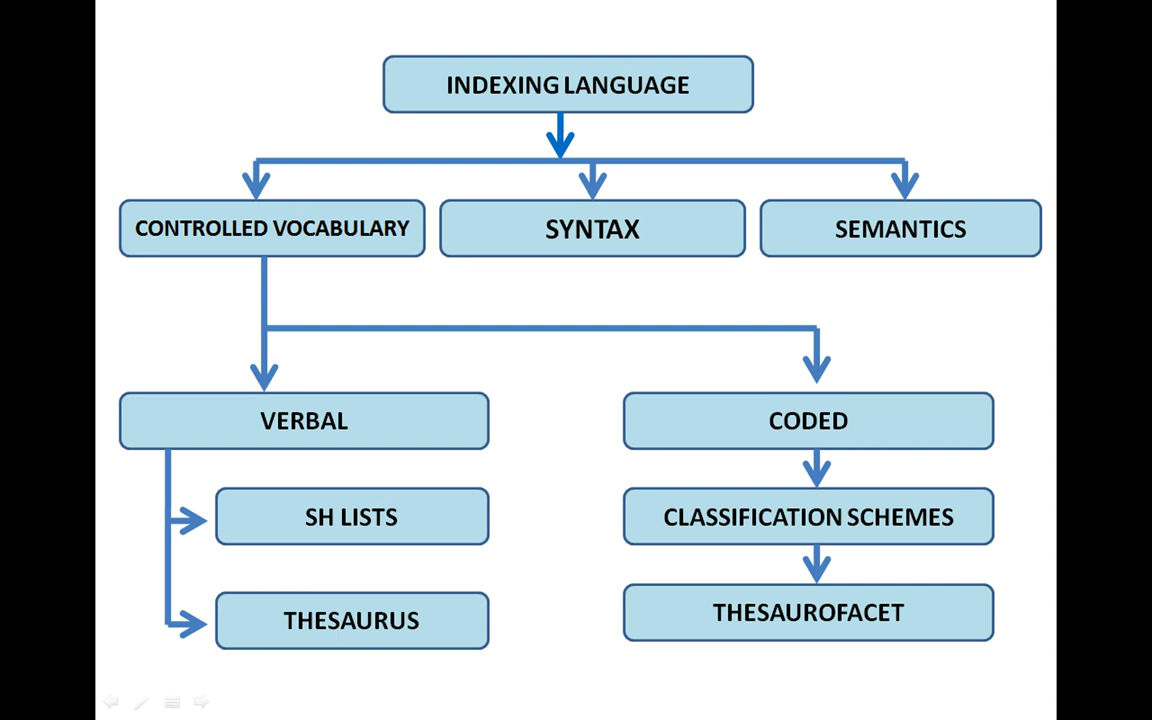 INDEXING LANGUAGE
CONTROLLED VOCABULARY
SYNTAX
SEMANTICS
VERBAL
CODED
SH LISTS
CLASSIFICATION SCHEMES
THESAURUS
THESAUROFACET